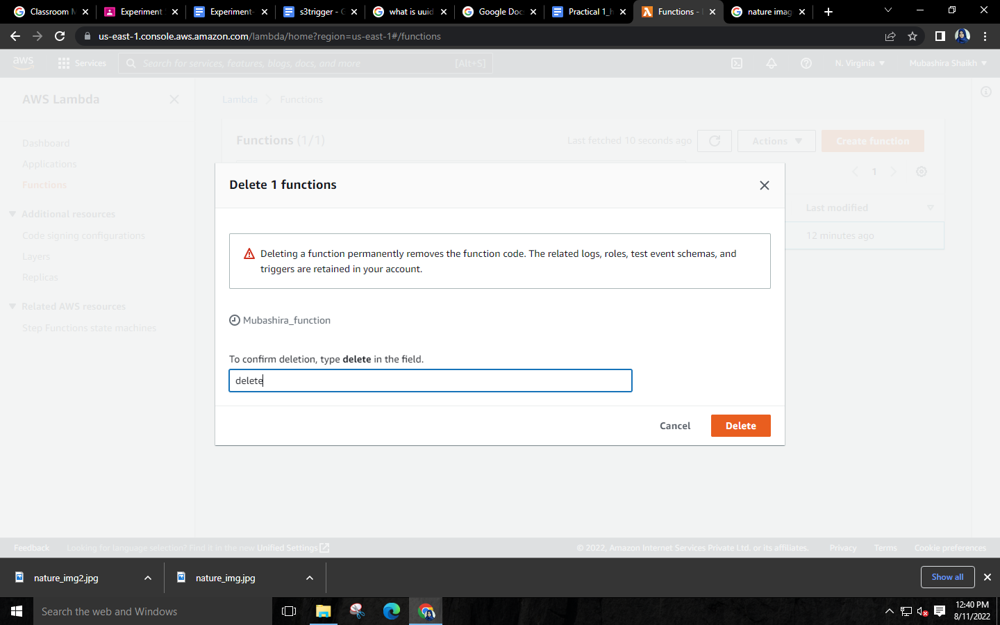 Classroom M
Experiment
Experiment-
s3trigger - G
what is uuid
Google Doc
Practical 1_h
Functions -
nature imag
us-east-1.console.aws.amazon.com/lambda/home?region=us-east-1#/functions
aws
Services
Search for services, features, blogs, docs, and more
[Alt+S]
N. Virginia
Mubashira Shaikh
AWS Lambda
Dashboard
Applications
Functions
Additional resources
Code signing configurations
Layers
Replicas
Related AWS resources
Step Functions state machines
Lambda
Functions
Functions (1/1)
Last fetched 10 seconds ago
Actions
Create function
1
Last modified
12 minutes ago
Delete 1 functions
Deleting a function permanently removes the function code. The related logs, roles, test event schemas, and
triggers are retained in your account.
Mubashira_function
To confirm deletion, type delete in the field.
delete
Cancel
Delete
Feedback
Looking for language selection? Find it in the new Unified Settings
© 2022, Amazon Internet Services Private Ltd. or its affiliates.
Privacy
Terms
Cookie preferences
nature_img2.jpg
nature_img.jpg
Show all
Search the web and Windows
12:40 PM
8/11/2022